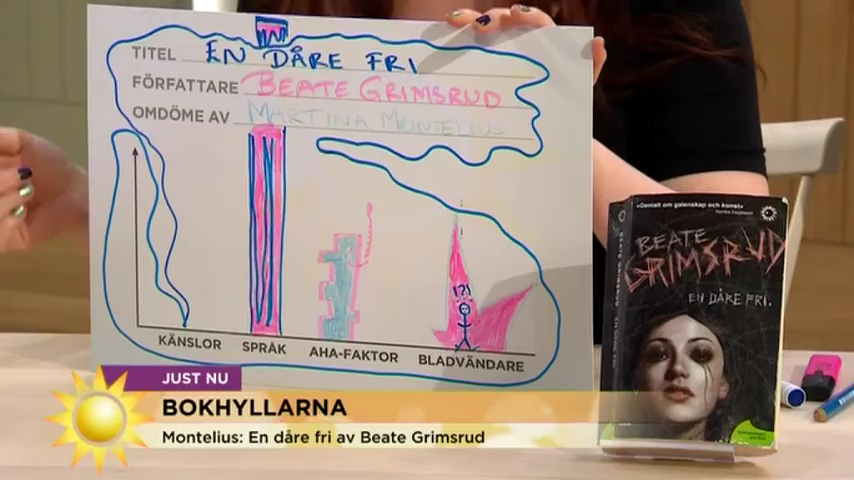 TITEL EN DÅRE FRI
FÖRFATTARE BEATE GRIMSRUD
OMDÖME AV MARTINA MONTELIUS
!?!
KÄNSLOR SPRÅK AHA-FAKTOR BLADVÄNDARE
«Genialt om galenskap och konst»
BEATE
GRIMSRUD
EN DÅRE FRI.
JUST NU
BOKHYLLARNA
Montelius: En dåre fri av Beate Grimsrud